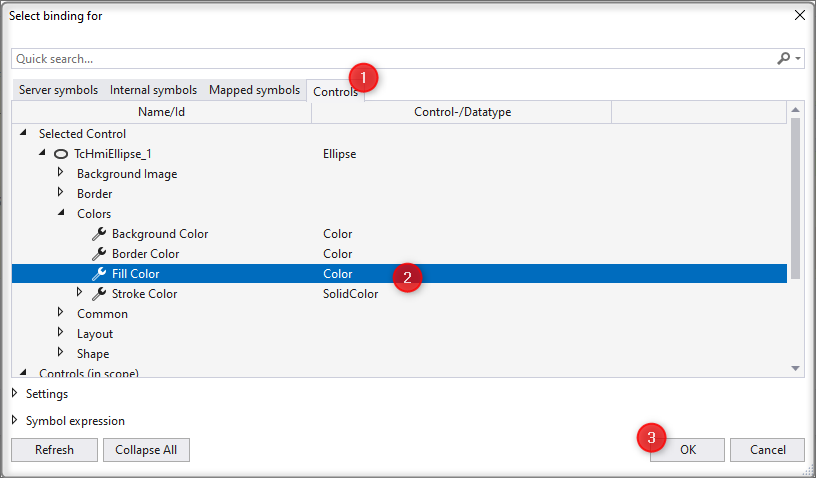 Select binding for
Quick search...
Server symbols Internal symbols Mapped symbols Controls 1
Name/Id Control-/Datatype
Selected Control
TcHmiEllipse_1 Ellipse
Background Image
Border
Colors
Background Color Color
Border Color Color
Fill Color Color 2
Stroke Color SolidColor
Common
Layout
Shape
Controls (in scope)
Settings
Symbol expression
Refresh Collapse All 3 OK Cancel